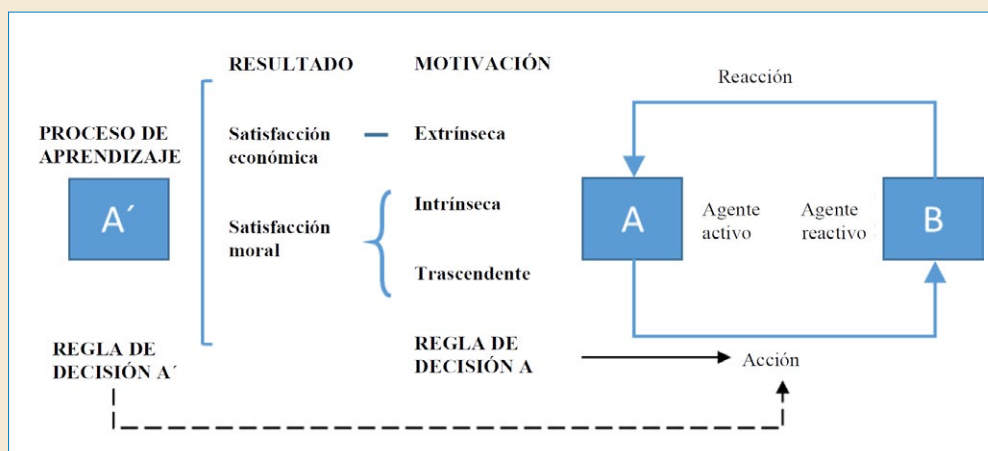 RESULTADO
MOTIVACIÓN
Reacción
PROCESO DE
APRENDIZAJE
A´
Satisfacción
económica
Extrínseca
Satisfacción
moral
Intrínseca
Trascendente
A
Agente
activo
Agente
reactivo
B
REGLA DE
DECISIÓN A´
REGLA DE
DECISIÓN A
Acción